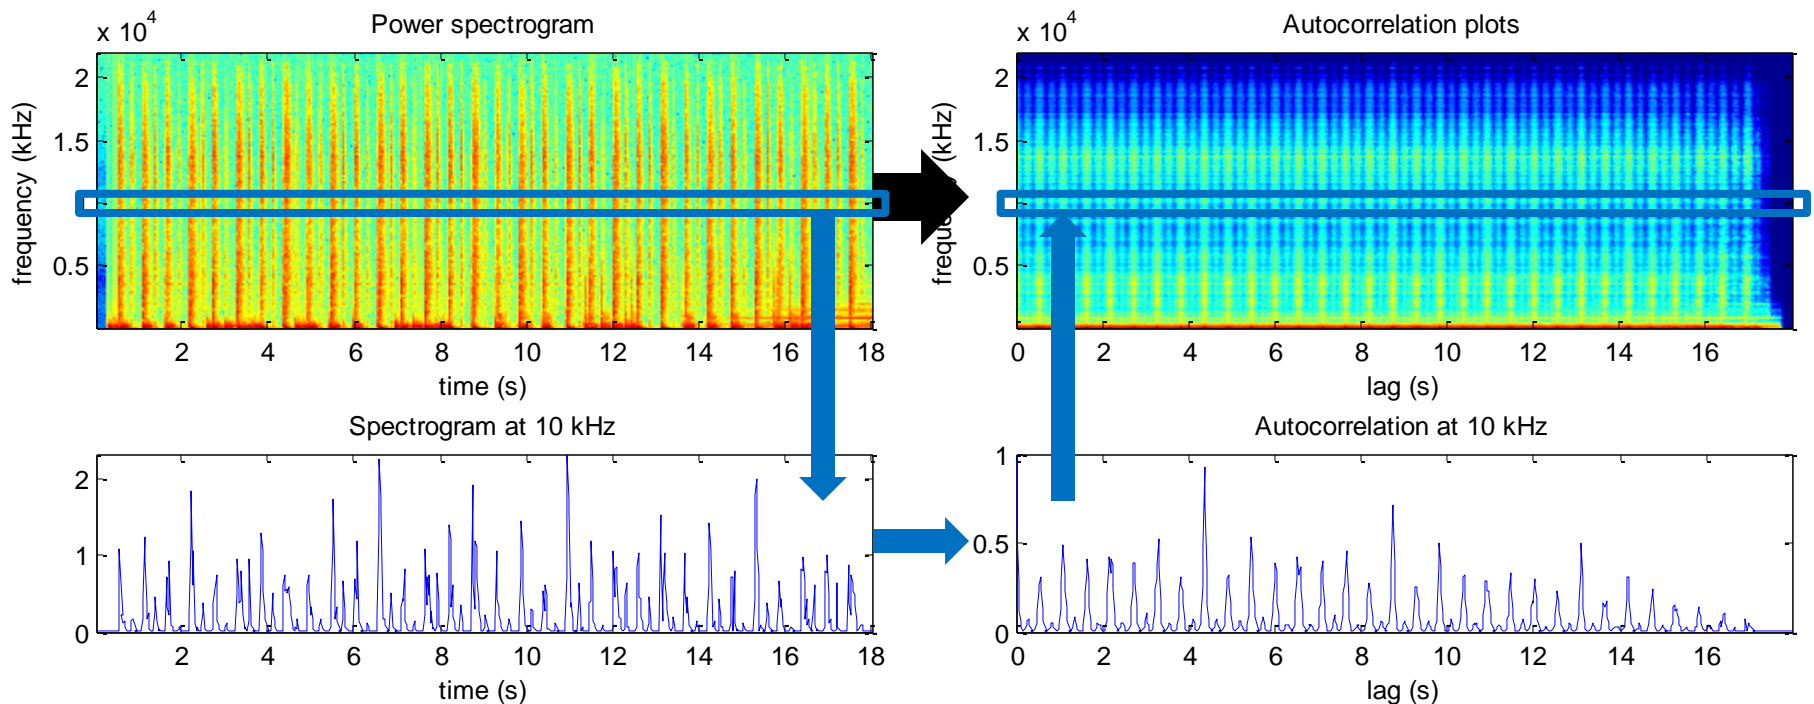 x 10^4
Power spectrogram
2
1.5
1
0.5
frequency (kHz)
2 4 6 8 10 12 14 16 18
time (s)
x 10^4
Autocorrelation plots
2
1.5
1
0.5
frequency (kHz)
0 2 4 6 8 10 12 14 16
lag (s)
Spectrogram at 10 kHz
2
1
0
2 4 6 8 10 12 14 16 18
time (s)
Autocorrelation at 10 kHz
1
0.5
0
0 2 4 6 8 10 12 14 16
lag (s)